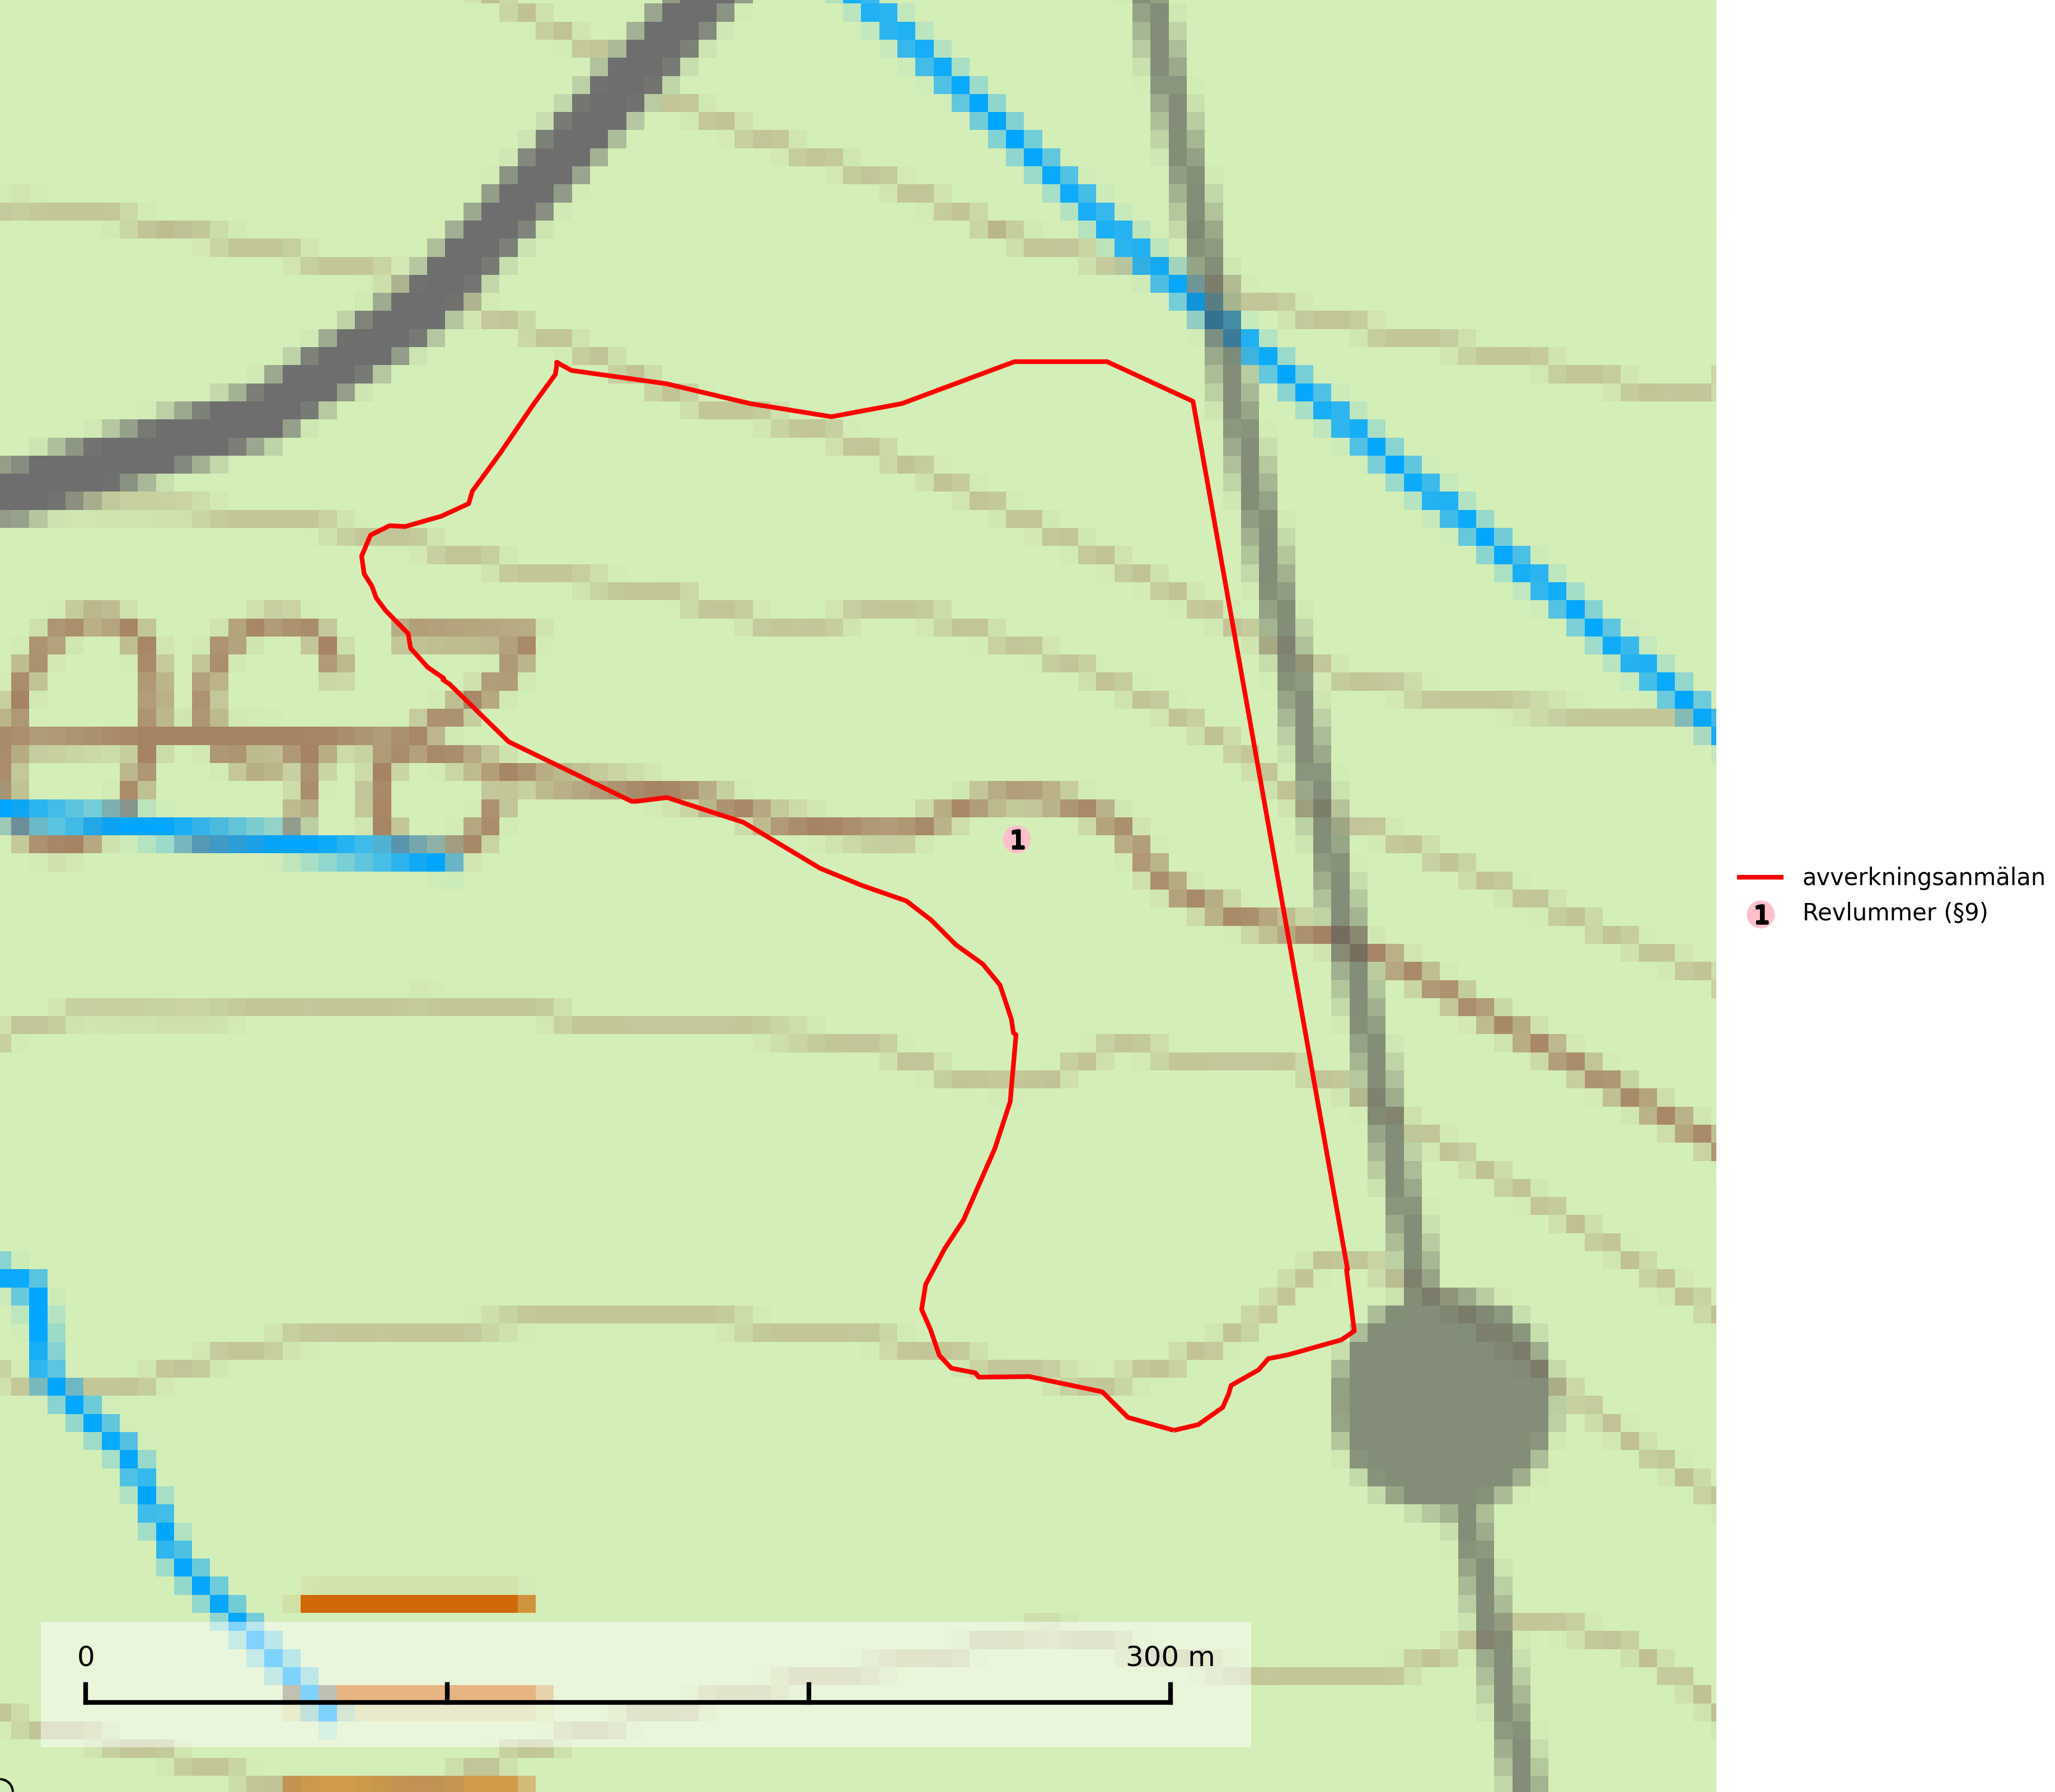 1
avverkningsanmälan
1 Revlummer (§9)
0 300 m